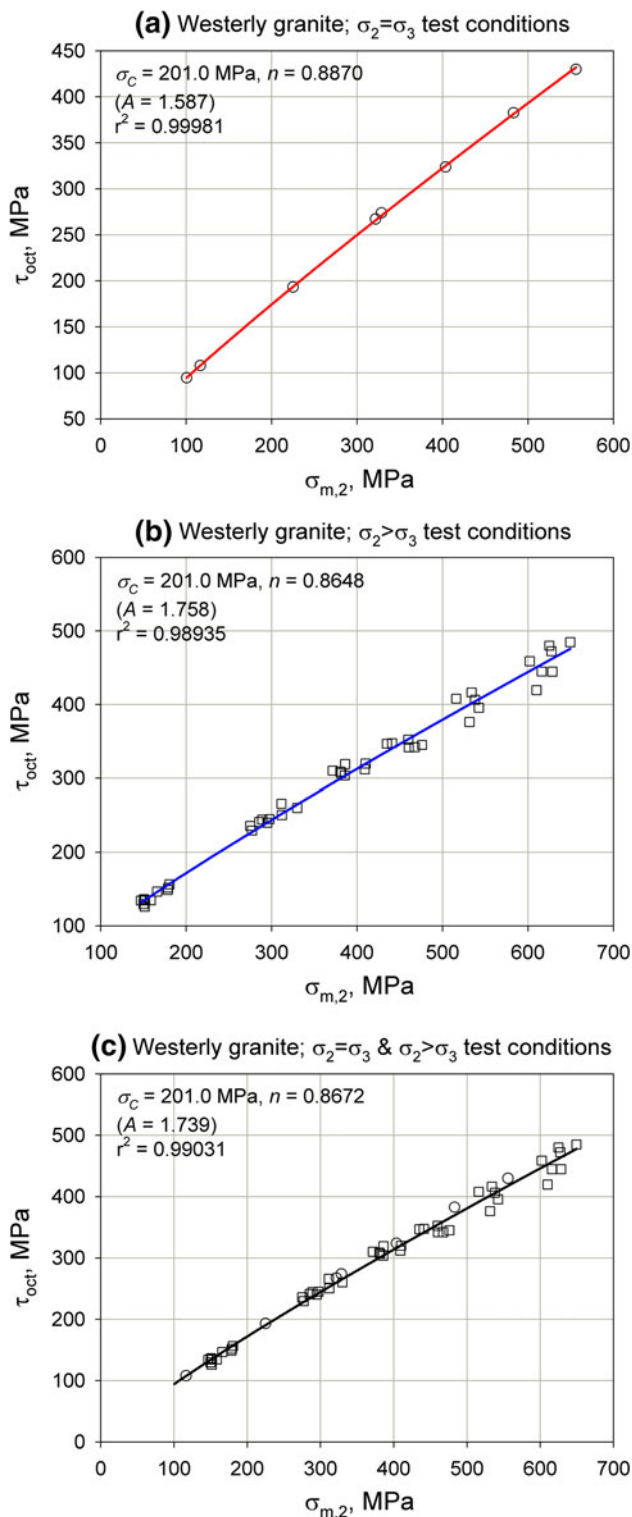 (a) Westerly granite; σ2=σ3 test conditions
σC = 201.0 MPa, n = 0.8870
(A = 1.587)
r² = 0.99981
τoct, MPa
450
400
350
300
250
200
150
100
50
0 100 200 300 400 500 600
σm,2, MPa
(b) Westerly granite; σ2>σ3 test conditions
σC = 201.0 MPa, n = 0.8648
(A = 1.758)
r² = 0.98935
τoct, MPa
600
500
400
300
200
100
100 200 300 400 500 600 700
σm,2, MPa
(c) Westerly granite; σ2=σ3 & σ2>σ3 test conditions
σC = 201.0 MPa, n = 0.8672
(A = 1.739)
r² = 0.99031
τoct, MPa
600
500
400
300
200
100
0
0 100 200 300 400 500 600 700
σm,2, MPa